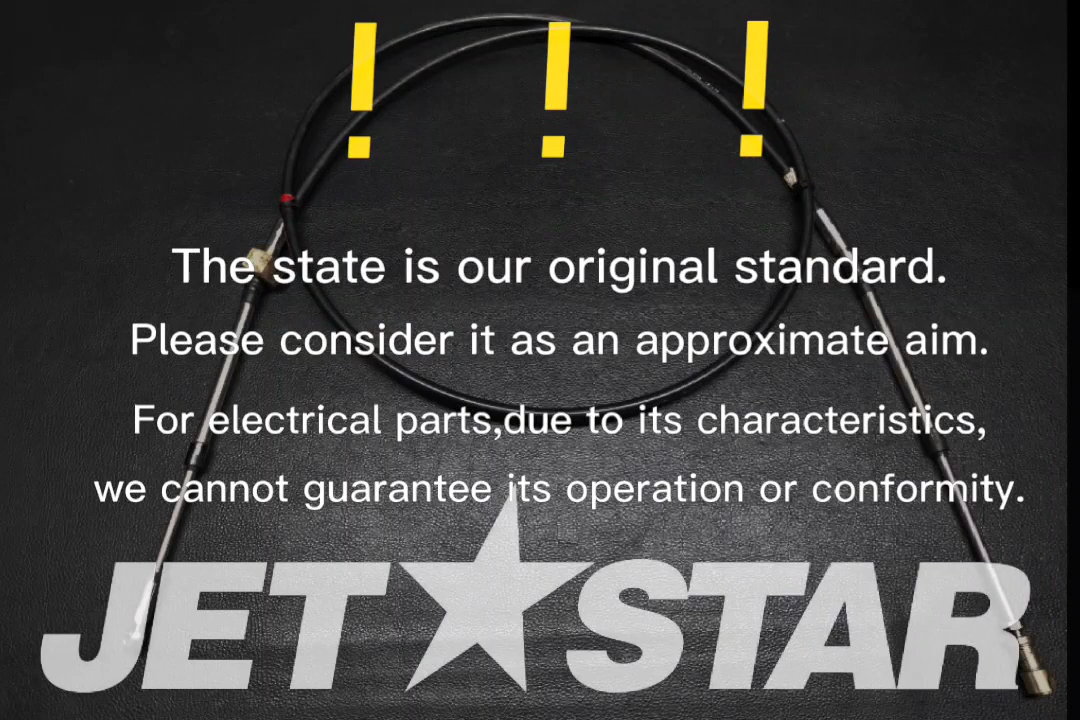 ! ! !
The state is our original standard.
Please consider it as an approximate aim.
For electrical parts,due to its characteristics,
we cannot guarantee its operation or conformity.
JET★STAR